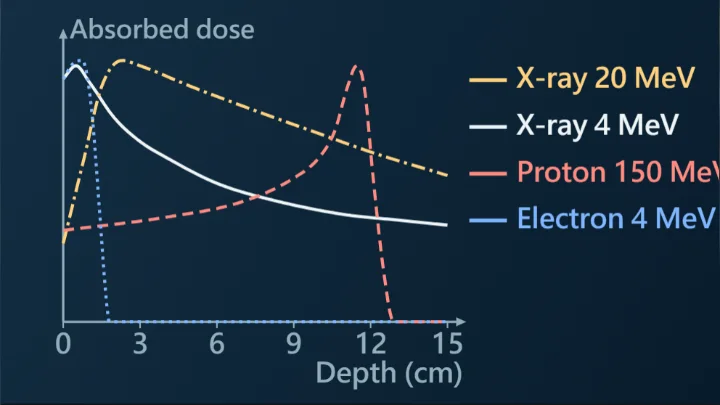 Absorbed dose
X-ray 20 MeV
X-ray 4 MeV
Proton 150 MeV
Electron 4 MeV
0 3 6 9 12 15
Depth (cm)